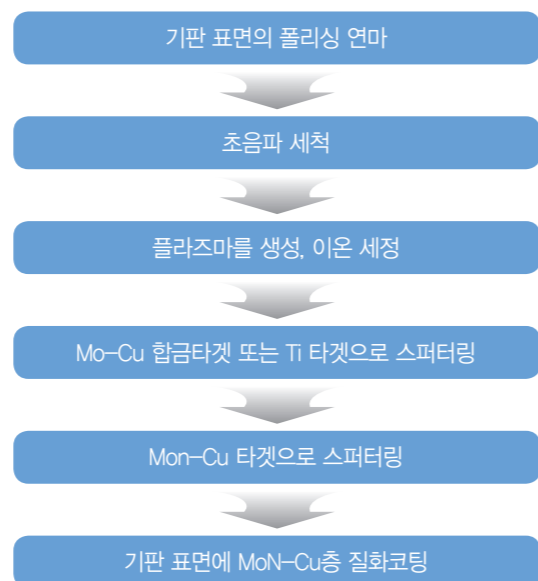 기판 표면의 폴리싱 연마
초음파 세척
플라즈마를 생성, 이온 세정
Mo-Cu 합금타겟 또는 Ti 타겟으로 스퍼터링
Mon-Cu 타겟으로 스퍼터링
기판 표면에 MoN-Cu층 질화코팅